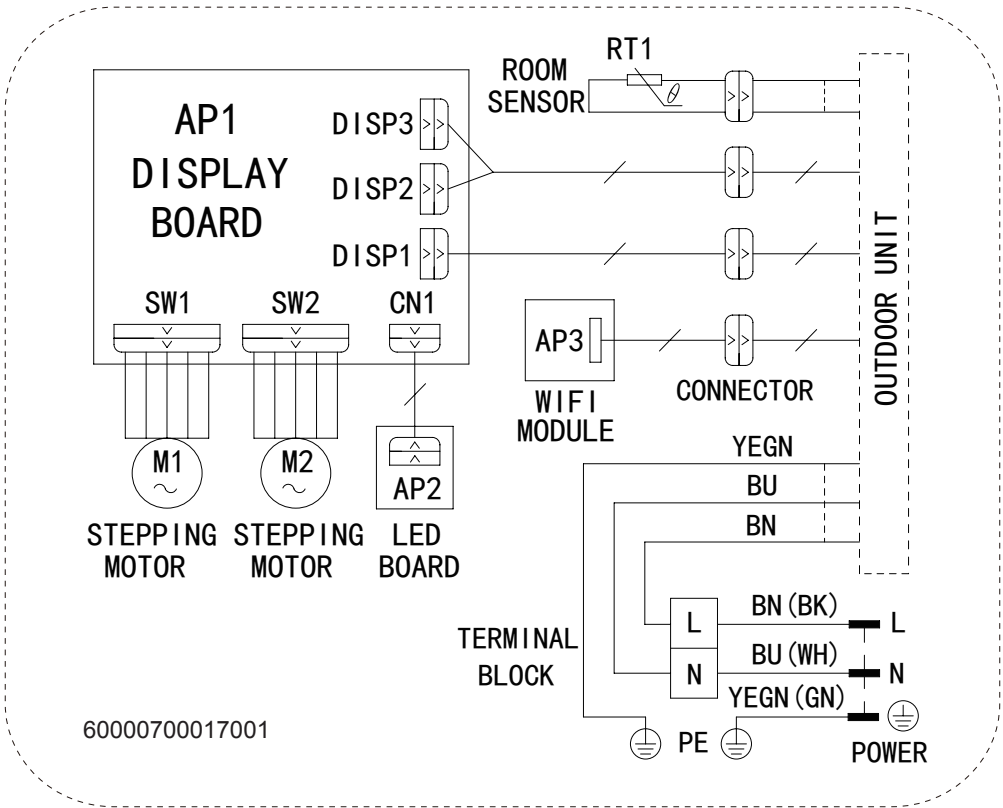 RT1
ROOM
SENSOR
θ
AP1
DISPLAY
BOARD
DISP3
DISP2
DISP1
SW1
SW2
CN1
OUTDOOR UNIT
AP3
WIFI
MODULE
CONNECTOR
M1
M2
AP2
STEPPING
MOTOR
STEPPING
MOTOR
LED
BOARD
YEGN
BU
BN
TERMINAL
BLOCK
L
N
BN(BK)
L
BU(WH)
N
YEGN(GN)
PE
POWER
60000700017001